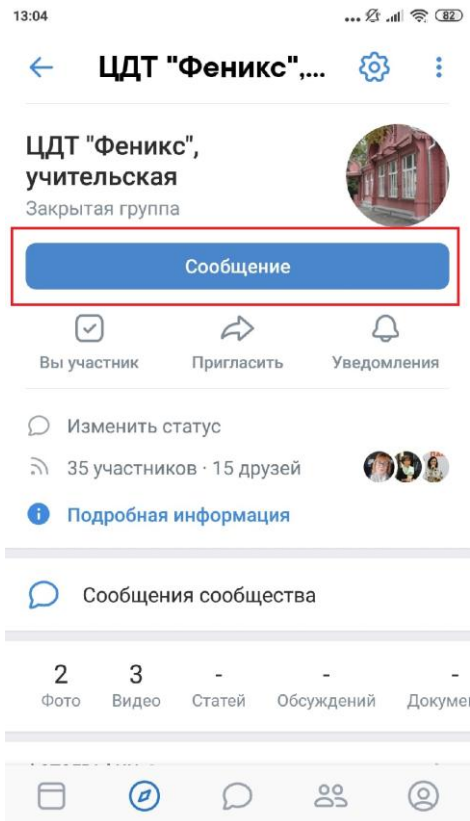 13:04
82
ЦДТ "Феникс",...
ЦДТ "Феникс",
учительская
Закрытая группа
Сообщение
Вы участник
Пригласить
Уведомления
Изменить статус
35 участников · 15 друзей
Подробная информация
Сообщения сообщества
2 3 - - -
Фото Видео Статей Обсуждений Докуме